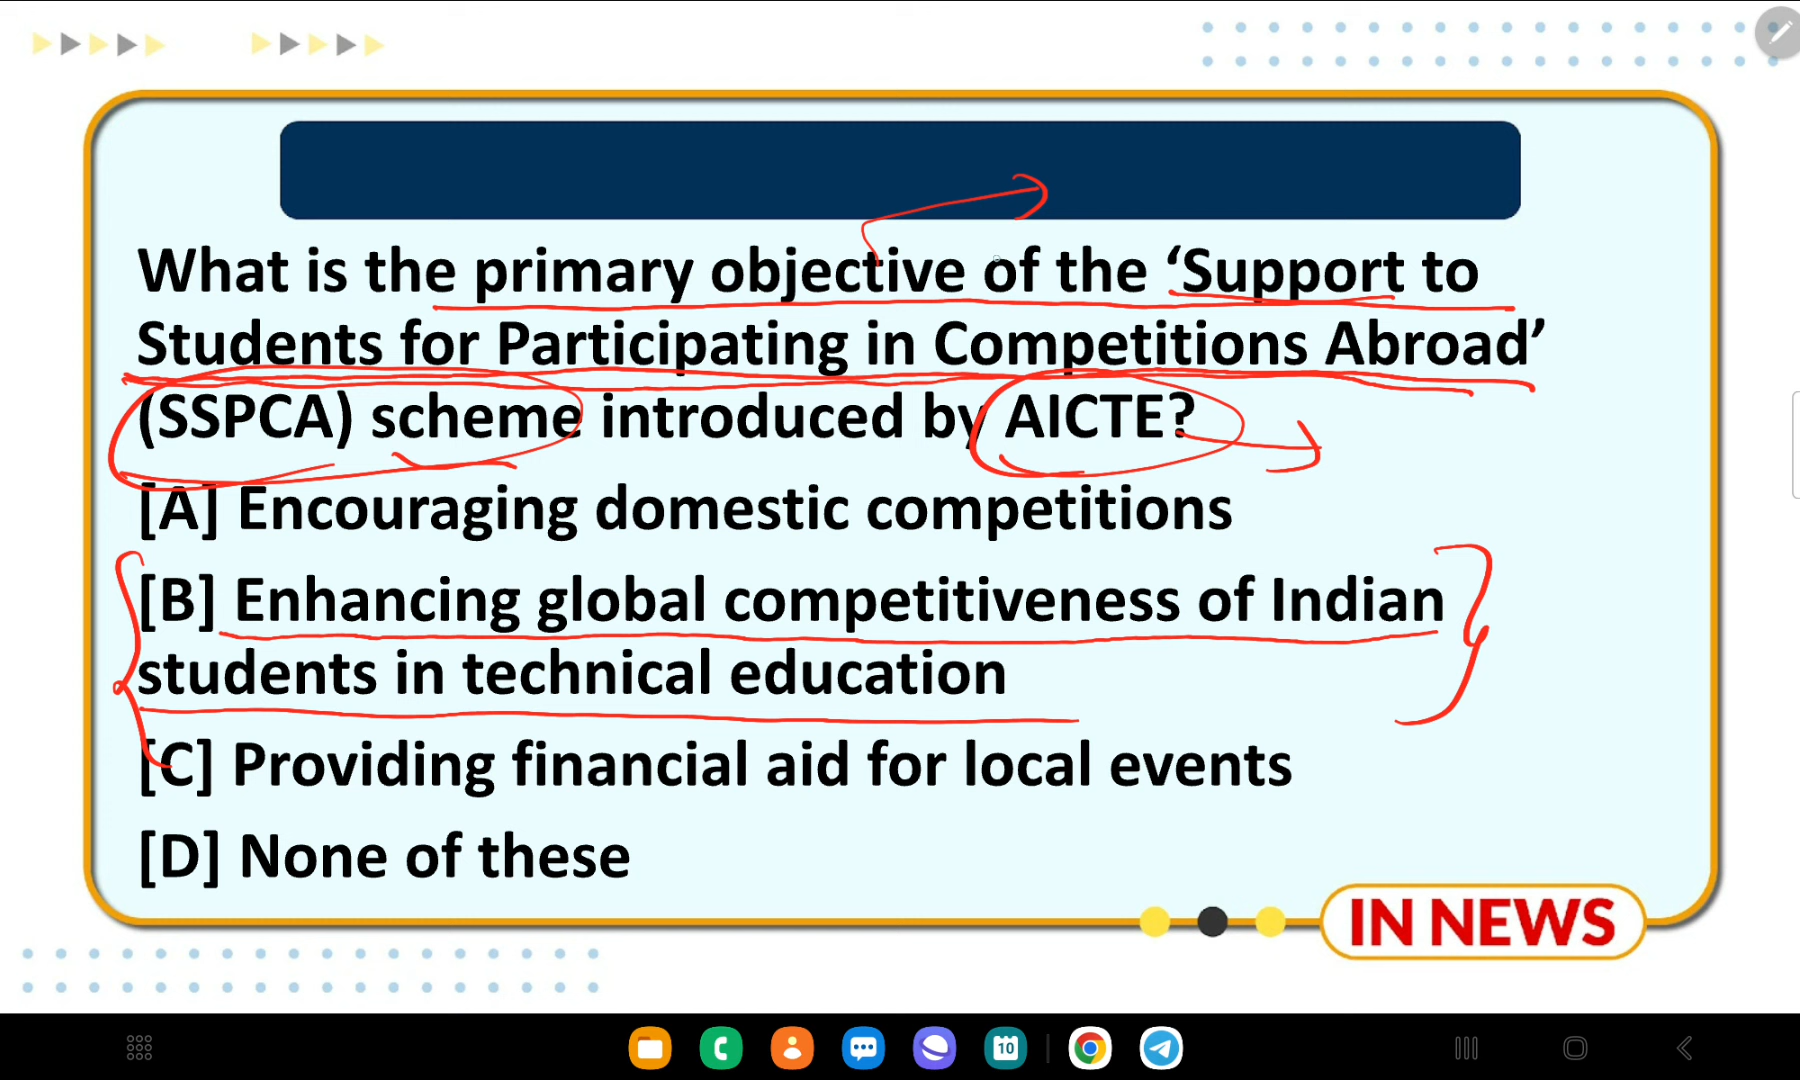 What is the primary objective of the ‘Support to
Students for Participating in Competitions Abroad’
(SSPCA) scheme introduced by AICTE?
[A] Encouraging domestic competitions
[B] Enhancing global competitiveness of Indian
students in technical education
[C] Providing financial aid for local events
[D] None of these
IN NEWS
10